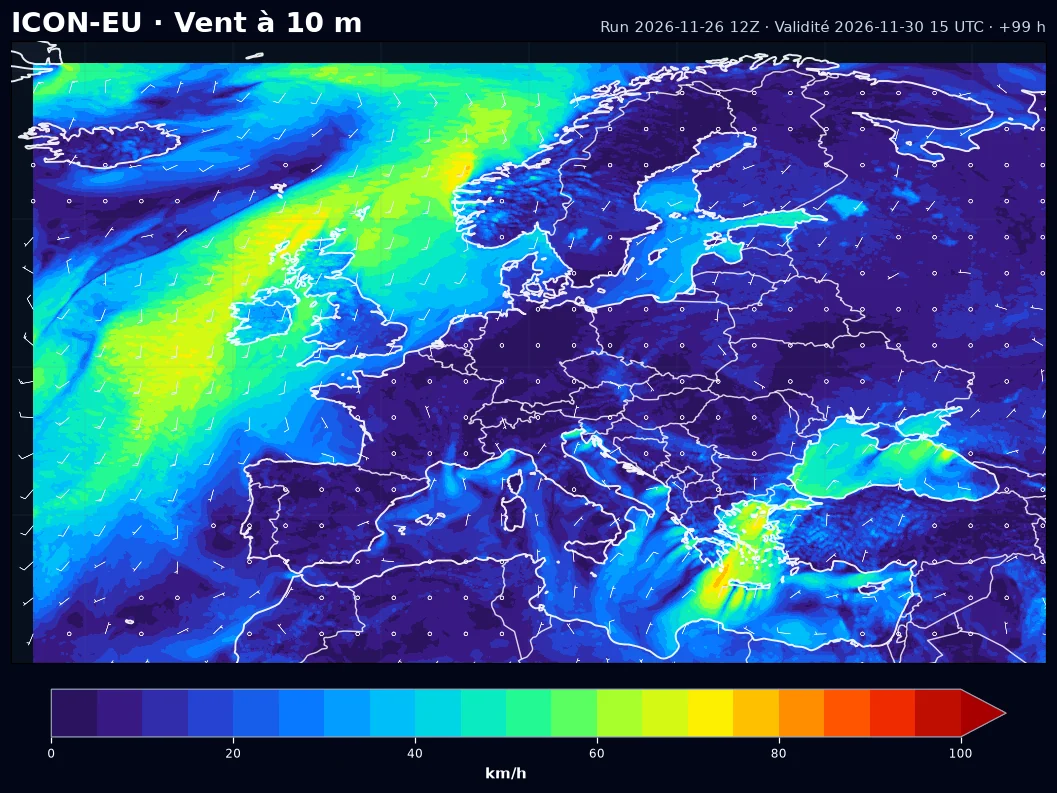 ICON-EU · Vent à 10 m
Run 2026-11-26 12Z · Validité 2026-11-30 15 UTC · +99 h
0 20 40 60 80 100
km/h